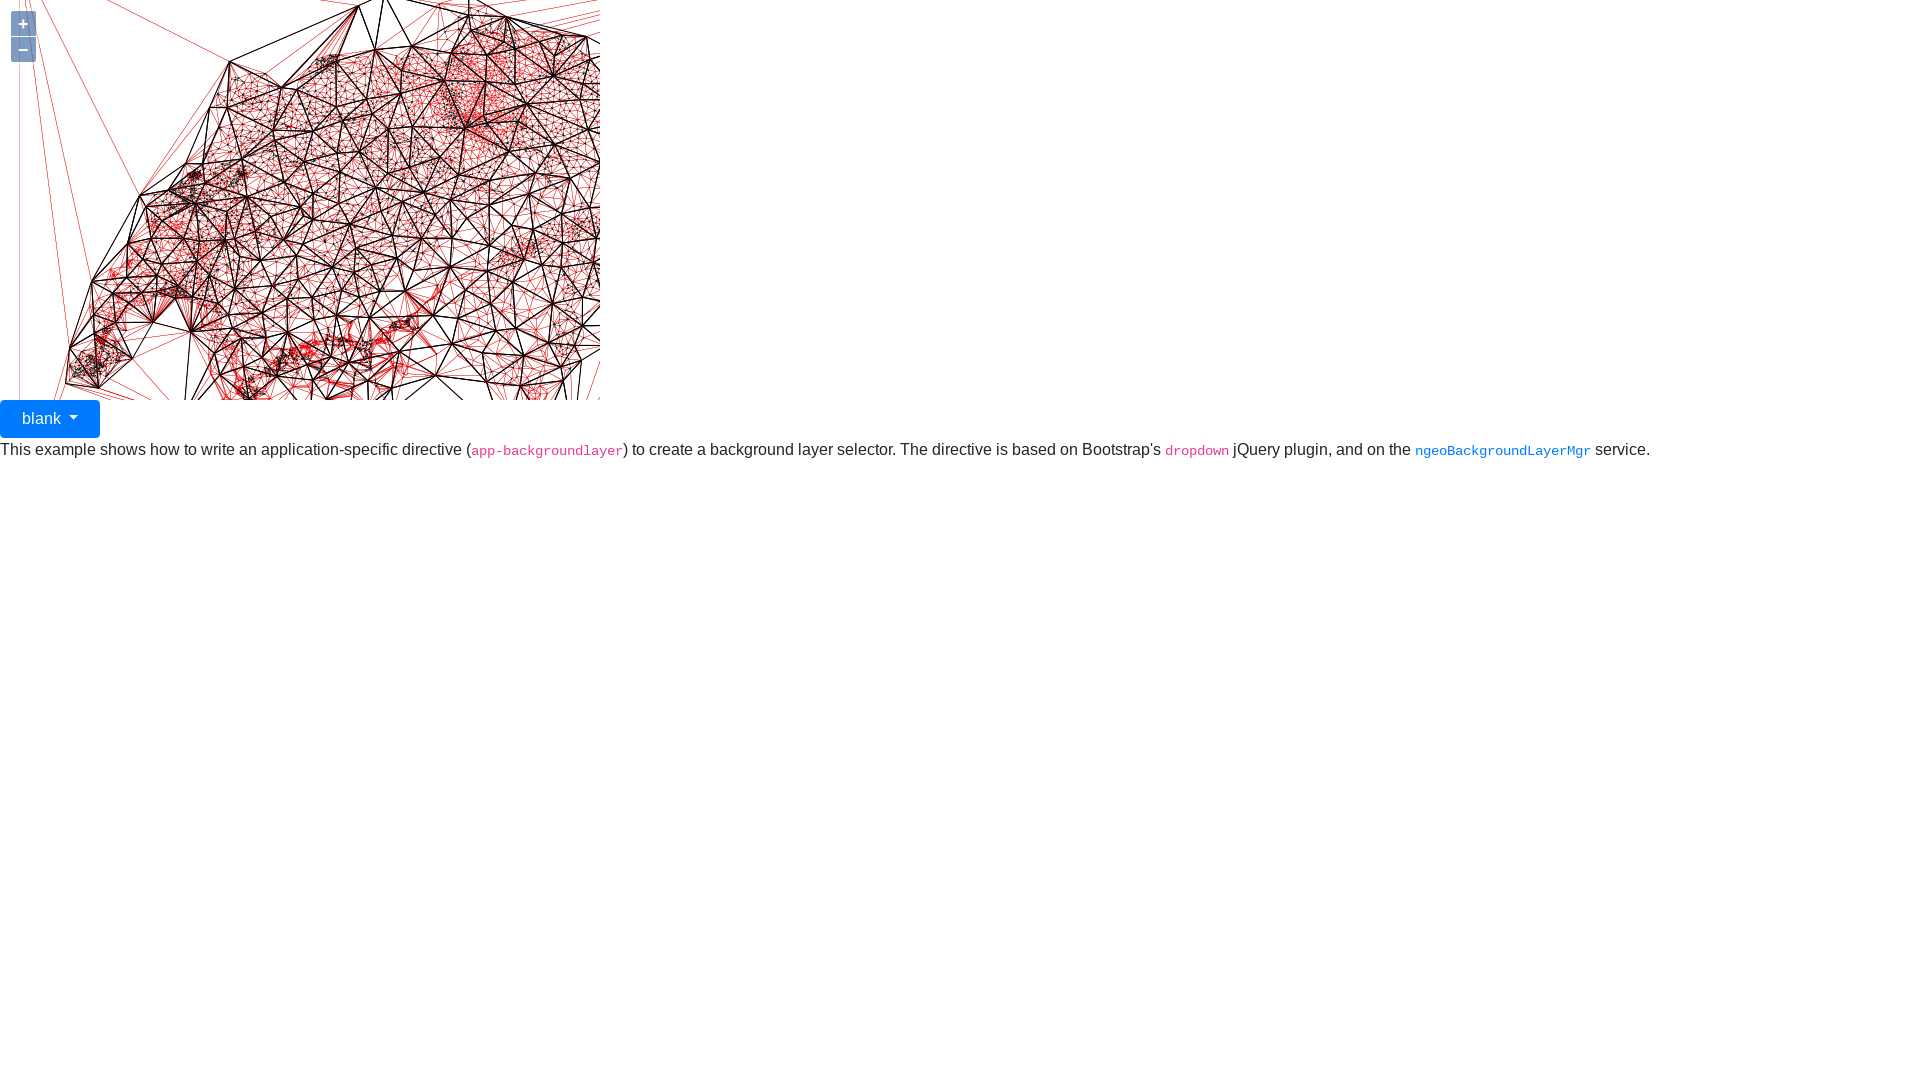 +
−
blank
This example shows how to write an application-specific directive (app-backgroundlayer) to create a background layer selector. The directive is based on Bootstrap's dropdown jQuery plugin, and on the ngeoBackgroundLayerMgr service.